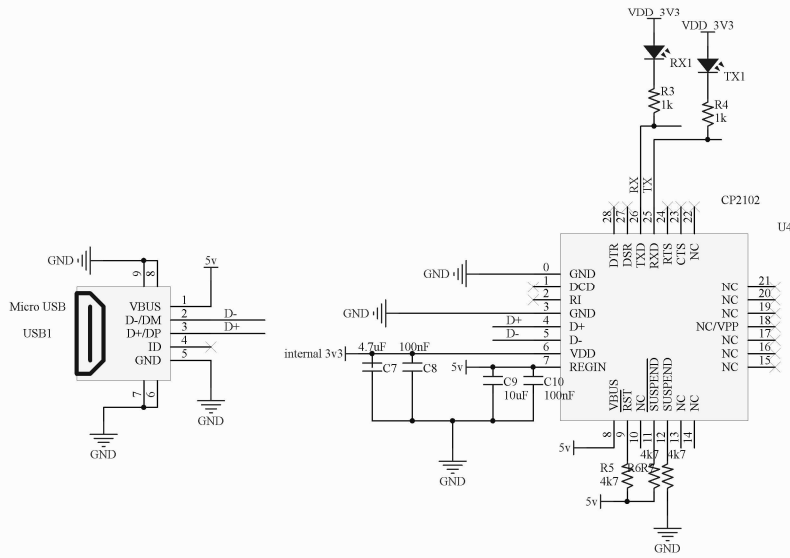 VDD_3V3
VDD_3V3
RX1
TX1
R3
1k
R4
1k
RX
TX
CP2102
U4
28
27
26
25
24
23
22
DTR
DSR
TXD
RXD
RTS
CTS
NC
GND
9
8
5v
Micro USB
USB1
VBUS
D-/DM
D+/DP
ID
GND
1
2
3
4
5
D-
D+
7
6
GND
GND
GND
0
GND
1
DCD
2
RI
GND
3
GND
D+
4
D+
D-
5
D-
internal 3v3
4.7uF
100nF
6
VDD
C7
C8
5v
7
REGIN
C9
10uF
C10
100nF
GND
NC
21
NC
20
NC
19
NC/VPP
18
NC
17
NC
16
NC
15
VBUS
RST
NC
SUSPEND
SUSPEND
NC
NC
8
9
10
11
12
13
14
5v
4k7
4k7
R5
4k7
R6
5v
GND